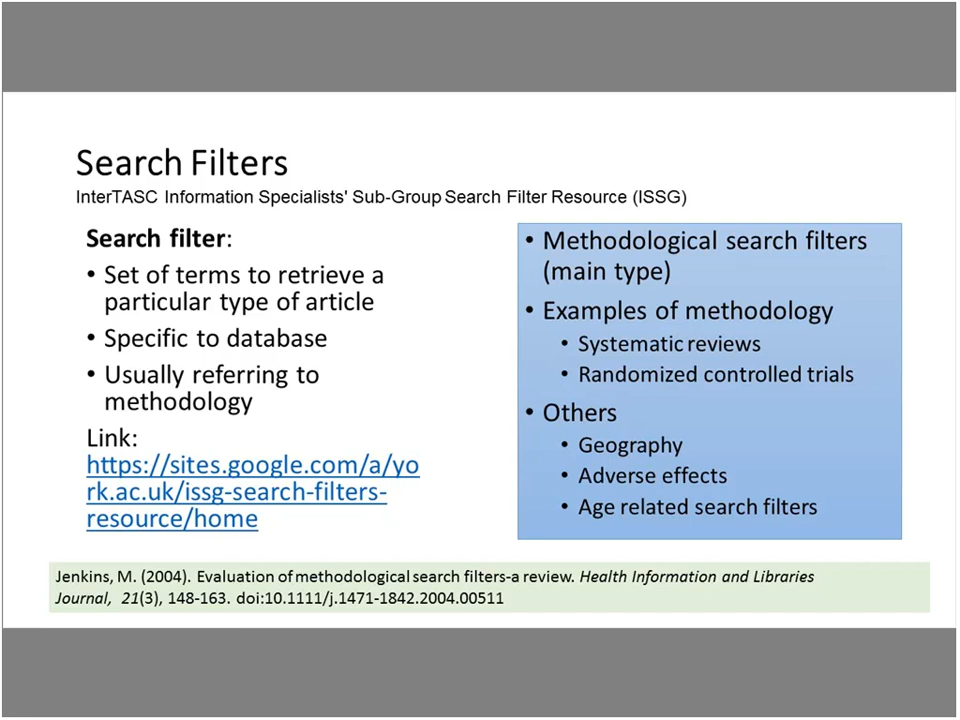 Search Filters
InterTASC Information Specialists' Sub-Group Search Filter Resource (ISSG)
Search filter:
• Set of terms to retrieve a
particular type of article
• Specific to database
• Usually referring to
methodology
Link:
https://sites.google.com/a/yo
rk.ac.uk/issg-search-filters-
resource/home
• Methodological search filters
(main type)
• Examples of methodology
• Systematic reviews
• Randomized controlled trials
• Others
• Geography
• Adverse effects
• Age related search filters
Jenkins, M. (2004). Evaluation of methodological search filters-a review. Health Information and Libraries
Journal, 21(3), 148-163. doi:10.1111/j.1471-1842.2004.00511